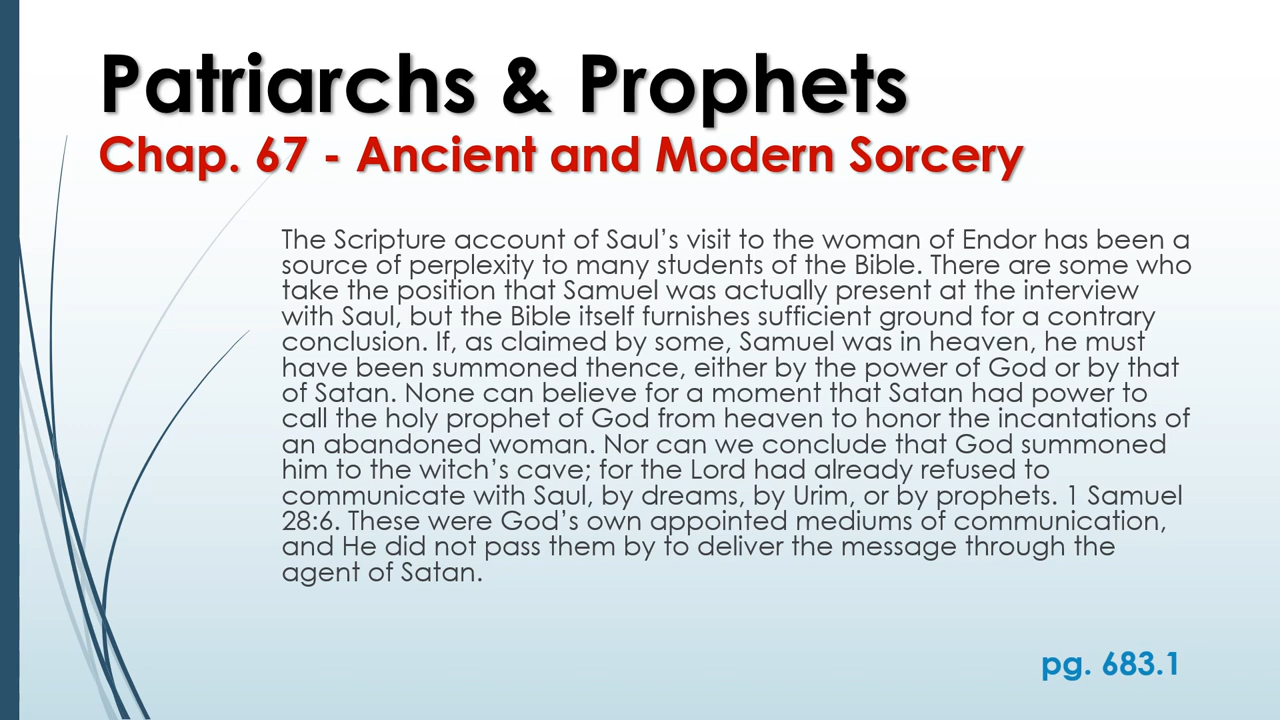 Patriarchs & Prophets
Chap. 67 - Ancient and Modern Sorcery
The Scripture account of Saul’s visit to the woman of Endor has been a
source of perplexity to many students of the Bible. There are some who
take the position that Samuel was actually present at the interview
with Saul, but the Bible itself furnishes sufficient ground for a contrary
conclusion. If, as claimed by some, Samuel was in heaven, he must
have been summoned thence, either by the power of God or by that
of Satan. None can believe for a moment that Satan had power to
call the holy prophet of God from heaven to honor the incantations of
an abandoned woman. Nor can we conclude that God summoned
him to the witch’s cave; for the Lord had already refused to
communicate with Saul, by dreams, by Urim, or by prophets. 1 Samuel
28:6. These were God’s own appointed mediums of communication,
and He did not pass them by to deliver the message through the
agent of Satan.
pg. 683.1